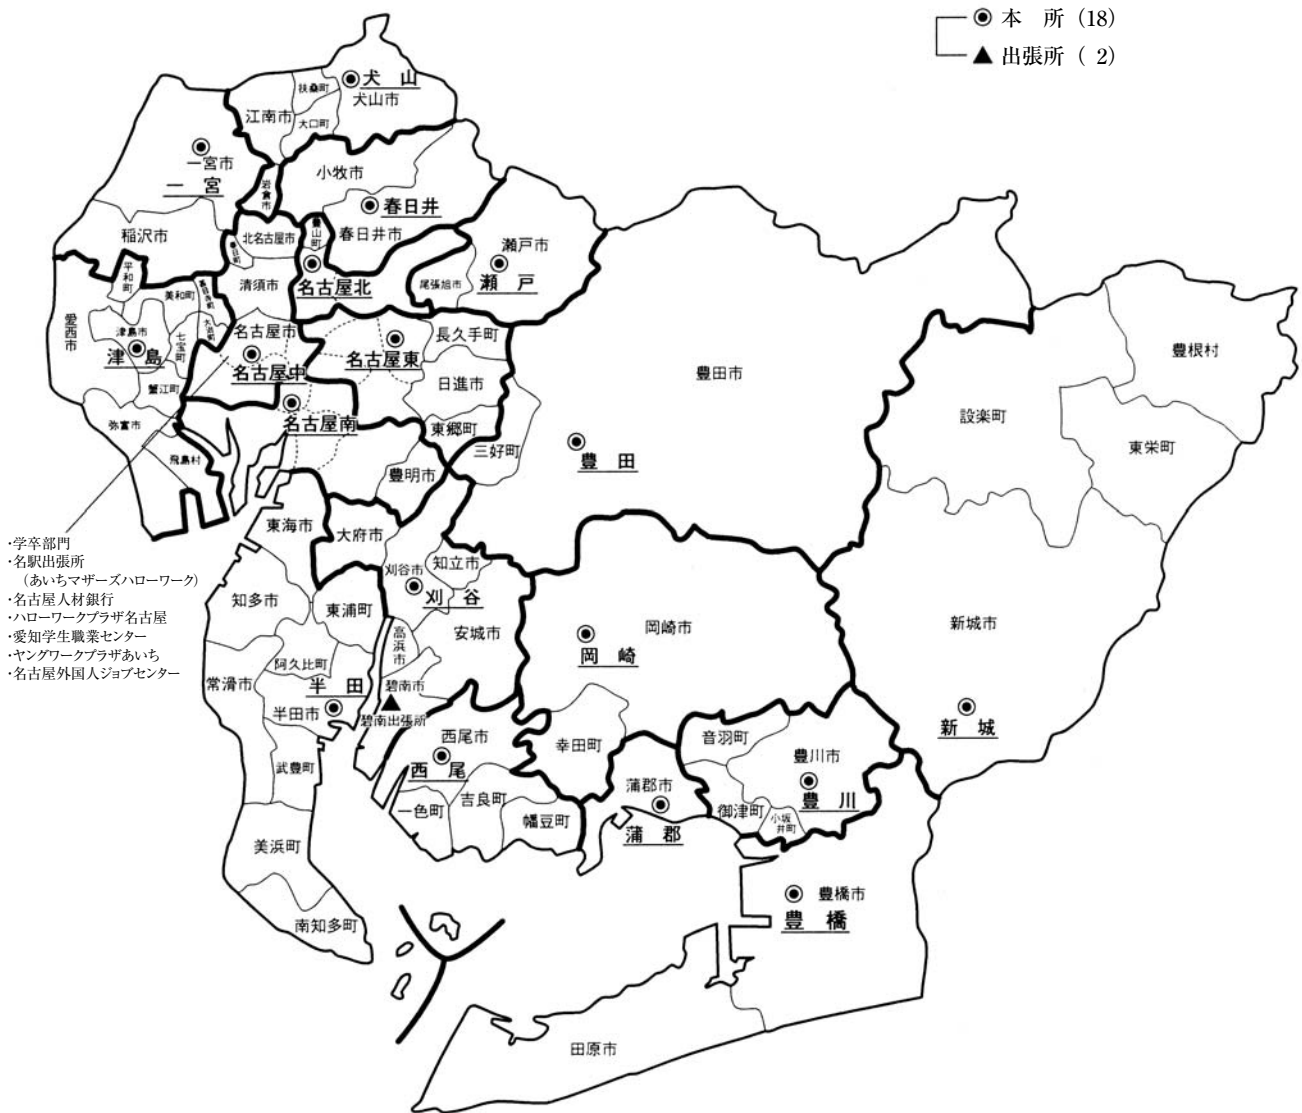 本 所 (18)
出張所 ( 2)
犬 山
扶桑町
犬山市
江南市
大口町
一宮市
一 宮
小牧市
岩倉市
春日井
春日井市
稲沢市
北名古屋市
豊山町
春日町
瀬戸市
瀬 戸
尾張旭市
清須市
名古屋北
平和町
美和町
甚目寺町
大治町
愛西市
津島市
津 島
七宝町
名古屋市
名古屋中
名古屋東
長久手町
日進市
豊田市
豊根村
蟹江町
名古屋南
東郷町
三好町
設楽町
東栄町
弥富市
飛島村
豊明市
豊 田
東海市
大府市
・学卒部門
・名駅出張所
(あいちマザーズハローワーク)
・名古屋人材銀行
・ハローワークプラザ名古屋
・愛知学生職業センター
・ヤングワークプラザあいち
・名古屋外国人ジョブセンター
刈谷市
知立市
刈 谷
知多市
東浦町
高浜市
安城市
岡崎市
岡 崎
新城市
新 城
阿久比町
常滑市
半 田
半田市
碧南市
碧南出張所
西尾市
西 尾
幸田町
音羽町
豊川市
豊 川
武豊町
一色町
吉良町
幡豆町
蒲郡市
蒲 郡
御津町
小坂井町
美浜町
南知多町
豊橋市
豊 橋
田原市